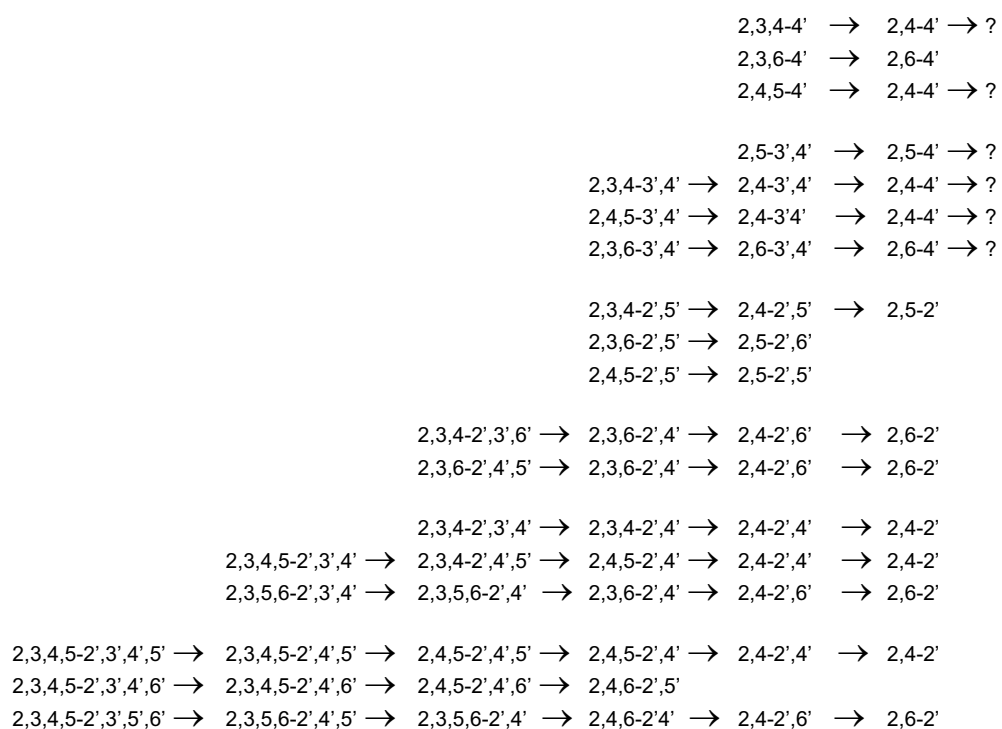 2,3,4-4’ → 2,4-4’ → ?
2,3,6-4’ → 2,6-4’
2,4,5-4’ → 2,4-4’ → ?
2,5-3’,4’ → 2,5-4’ → ?
2,3,4-3’,4’ → 2,4-3’,4’ → 2,4-4’ → ?
2,4,5-3’,4’ → 2,4-3’4’ → 2,4-4’ → ?
2,3,6-3’,4’ → 2,6-3’,4’ → 2,6-4’ → ?
2,3,4-2’,5’ → 2,4-2’,5’ → 2,5-2’
2,3,6-2’,5’ → 2,5-2’,6’
2,4,5-2’,5’ → 2,5-2’,5’
2,3,4-2’,3’,6’ → 2,3,6-2’,4’ → 2,4-2’,6’ → 2,6-2’
2,3,6-2’,4’,5’ → 2,3,6-2’,4’ → 2,4-2’,6’ → 2,6-2’
2,3,4-2’,3’,4’ → 2,3,4-2’,4’ → 2,4-2’,4’ → 2,4-2’
2,3,4,5-2’,3’,4’ → 2,3,4-2’,4’,5’ → 2,4,5-2’,4’ → 2,4-2’,4’ → 2,4-2’
2,3,5,6-2’,3’,4’ → 2,3,5,6-2’,4’ → 2,3,6-2’,4’ → 2,4-2’,6’ → 2,6-2’
2,3,4,5-2’,3’,4’,5’ → 2,3,4,5-2’,4’,5’ → 2,4,5-2’,4’,5’ → 2,4,5-2’,4’ → 2,4-2’,4’ → 2,4-2’
2,3,4,5-2’,3’,4’,6’ → 2,3,4,5-2’,4’,6’ → 2,4,5-2’,4’,6’ → 2,4,6-2’,5’
2,3,4,5-2’,3’,5’,6’ → 2,3,5,6-2’,4’,5’ → 2,3,5,6-2’,4’ → 2,4,6-2’4’ → 2,4-2’,6’ → 2,6-2’